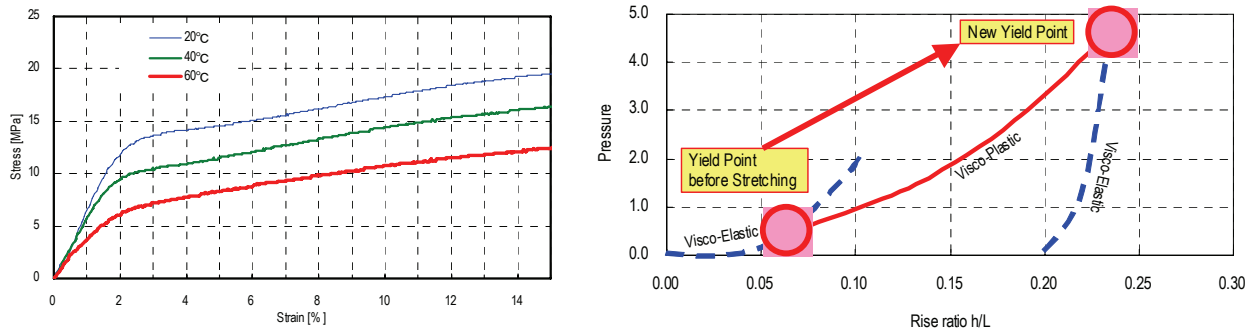 25
20
15
10
5
0
Stress [MPa]
20°C
40°C
60°C
0 2 4 6 8 10 12 14
Strain [%]
5.0
4.0
3.0
2.0
1.0
0.0
Pressure
New Yield Point
Yield Point
before Stretching
Visco-Elastic
Visco-Plastic
Visco-Elastic
0.00 0.05 0.10 0.15 0.20 0.25 0.30
Rise ratio h/L